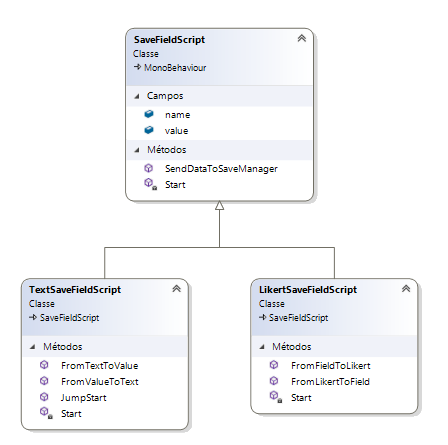 SaveFieldScript
Classe
MonoBehaviour
Campos
name
value
Métodos
SendDataToSaveManager
Start
TextSaveFieldScript
Classe
SaveFieldScript
Métodos
FromTextToValue
FromValueToText
JumpStart
Start
LikertSaveFieldScript
Classe
SaveFieldScript
Métodos
FromFieldToLikert
FromLikertToField
Start